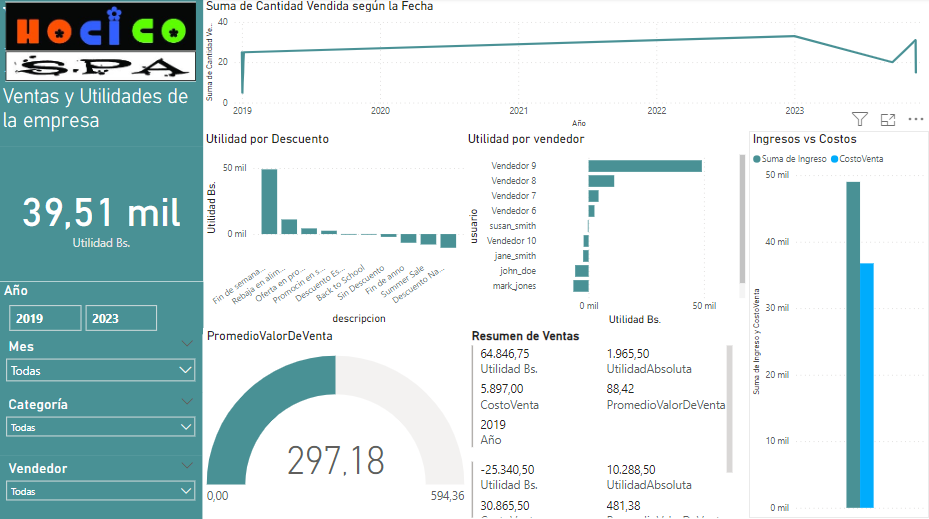 HOCICO
S.PA
Ventas y Utilidades de
la empresa
39,51 mil
Utilidad Bs.
Año
2019
2023
Mes
Todas
Categoría
Todas
Vendedor
Todas
Suma de Cantidad Vendida según la Fecha
Suma de Cantidad Ve...
40
20
0
2019
2020
2021
2022
2023
Año
Utilidad por Descuento
Utilidad Bs.
50 mil
0 mil
Fin de semana...
Rebaja en alim...
Oferta en pro...
Promocin en s...
Descuento Es...
Back to School
Sin Descuento
Fin de anno
Summer Sale
Descuento Na...
descripcion
Utilidad por vendedor
usuario
Vendedor 9
Vendedor 8
Vendedor 7
Vendedor 6
susan_smith
Vendedor 10
jane_smith
john_doe
mark_jones
0 mil
50 mil
Utilidad Bs.
Ingresos vs Costos
Suma de Ingreso
CostoVenta
Suma de Ingreso y CostoVenta
50 mil
40 mil
30 mil
20 mil
10 mil
0 mil
PromedioValorDeVenta
297,18
0,00
594,36
Resumen de Ventas
64.846,75
1.965,50
Utilidad Bs.
UtilidadAbsoluta
5.897,00
88,42
CostoVenta
PromedioValorDeVenta
2019
Año
-25.340,50
10.288,50
Utilidad Bs.
UtilidadAbsoluta
30.865,50
481,38